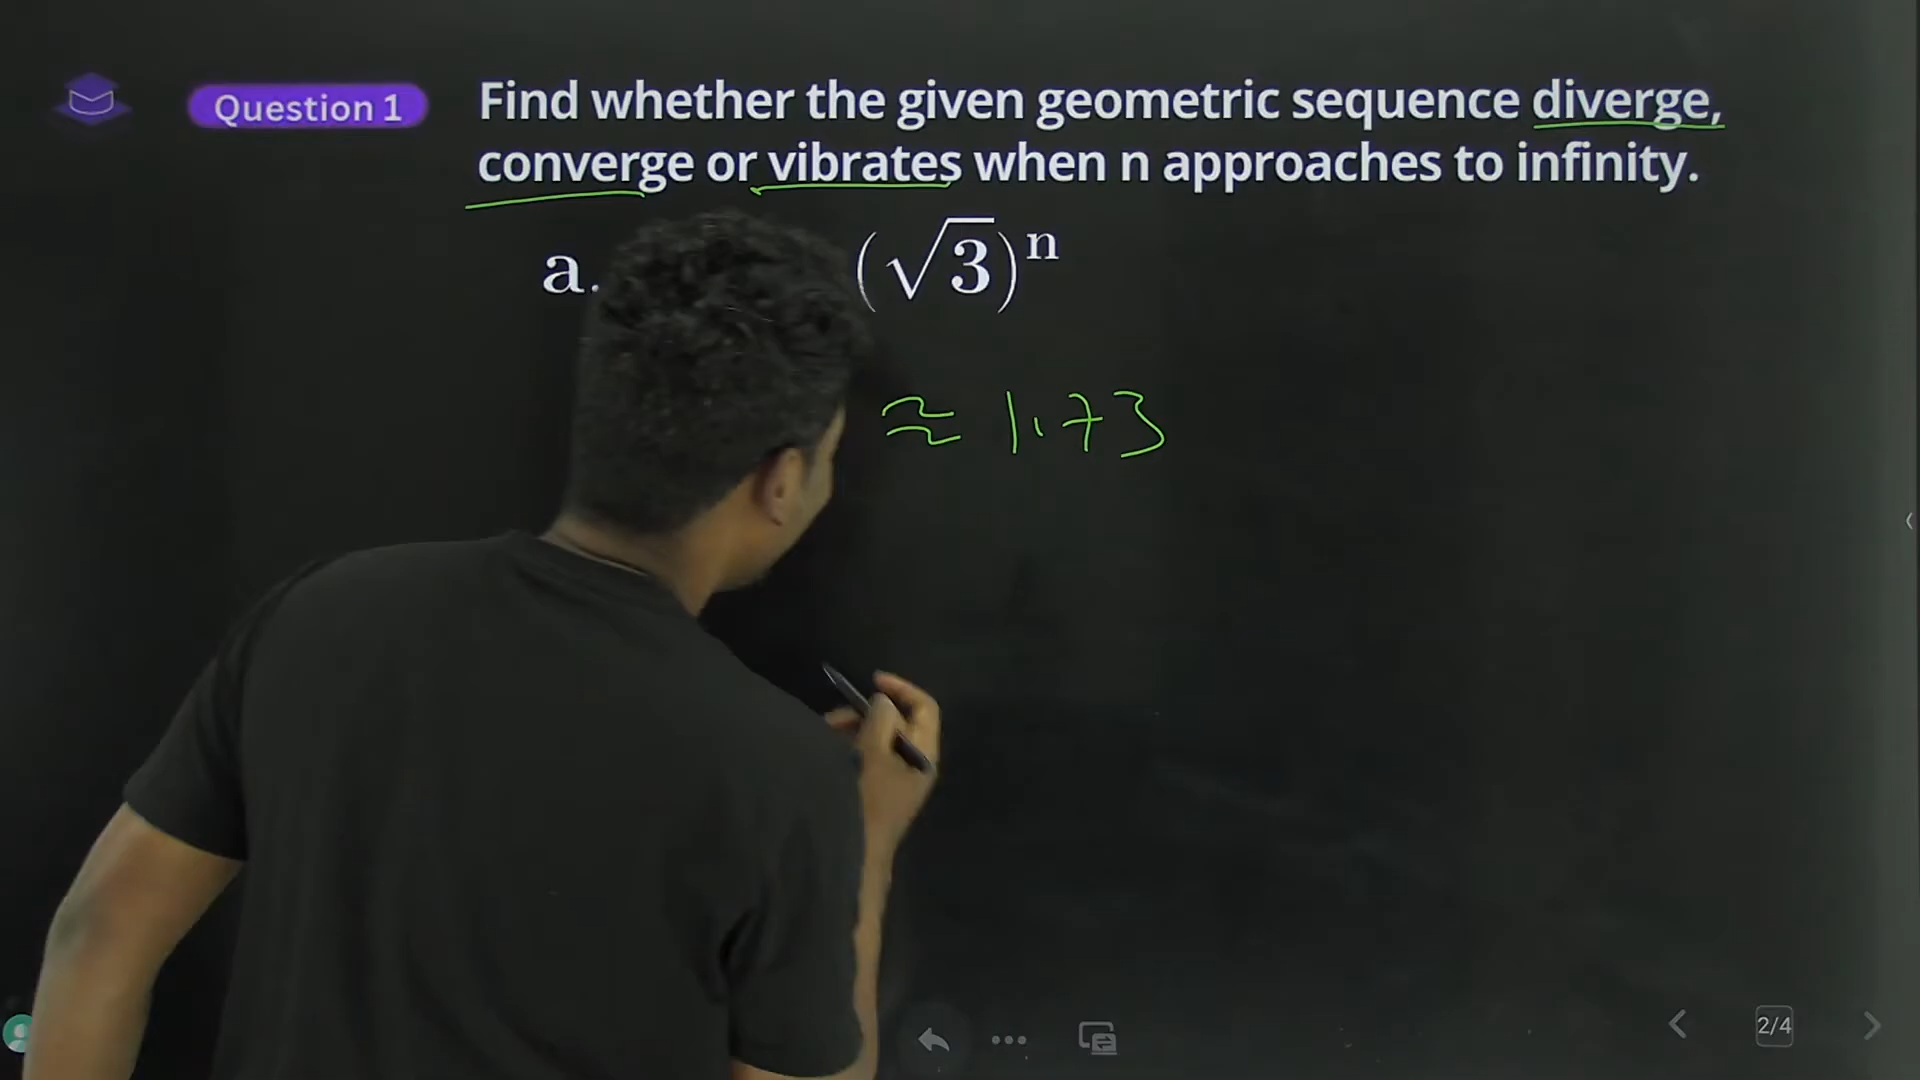 Question 1
Find whether the given geometric sequence diverge,
converge or vibrates when n approaches to infinity.
a. (√3)ⁿ
≈ 1.73
2/4